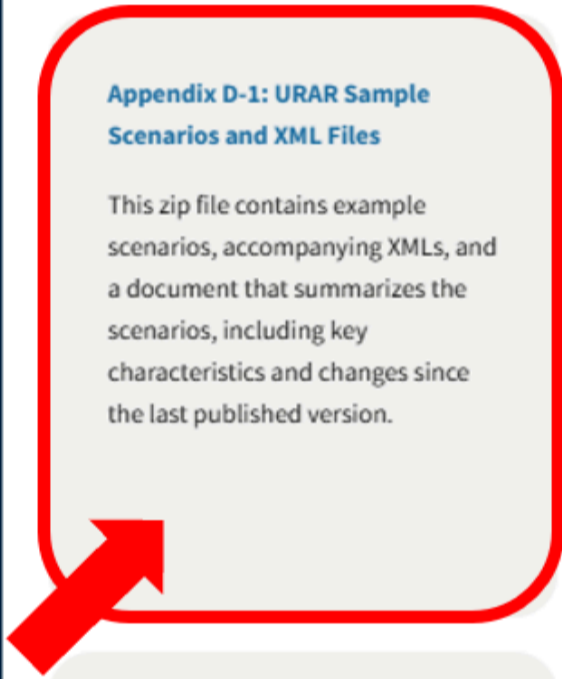 Appendix D-1: URAR Sample
Scenarios and XML Files
This zip file contains example
scenarios, accompanying XMLs, and
a document that summarizes the
scenarios, including key
characteristics and changes since
the last published version.